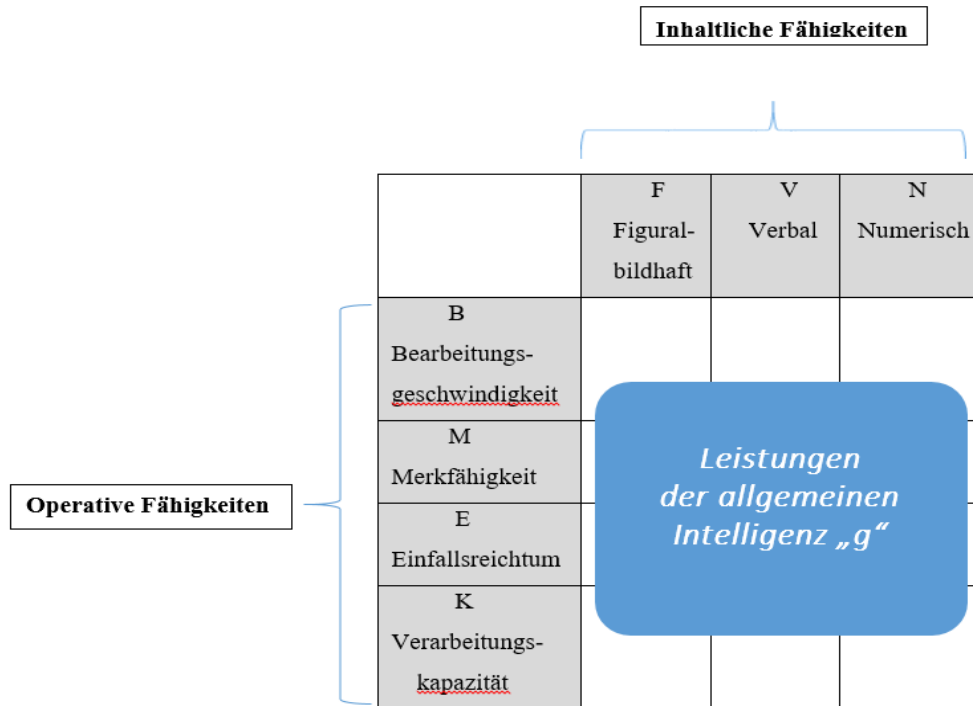 Inhaltliche Fähigkeiten
F
Figural-
bildhaft
V
Verbal
N
Numerisch
B
Bearbeitungs-
geschwindigkeit
M
Merkfähigkeit
E
Einfallsreichtum
K
Verarbeitungs-
kapazität
Operative Fähigkeiten
Leistungen
der allgemeinen
Intelligenz „g“